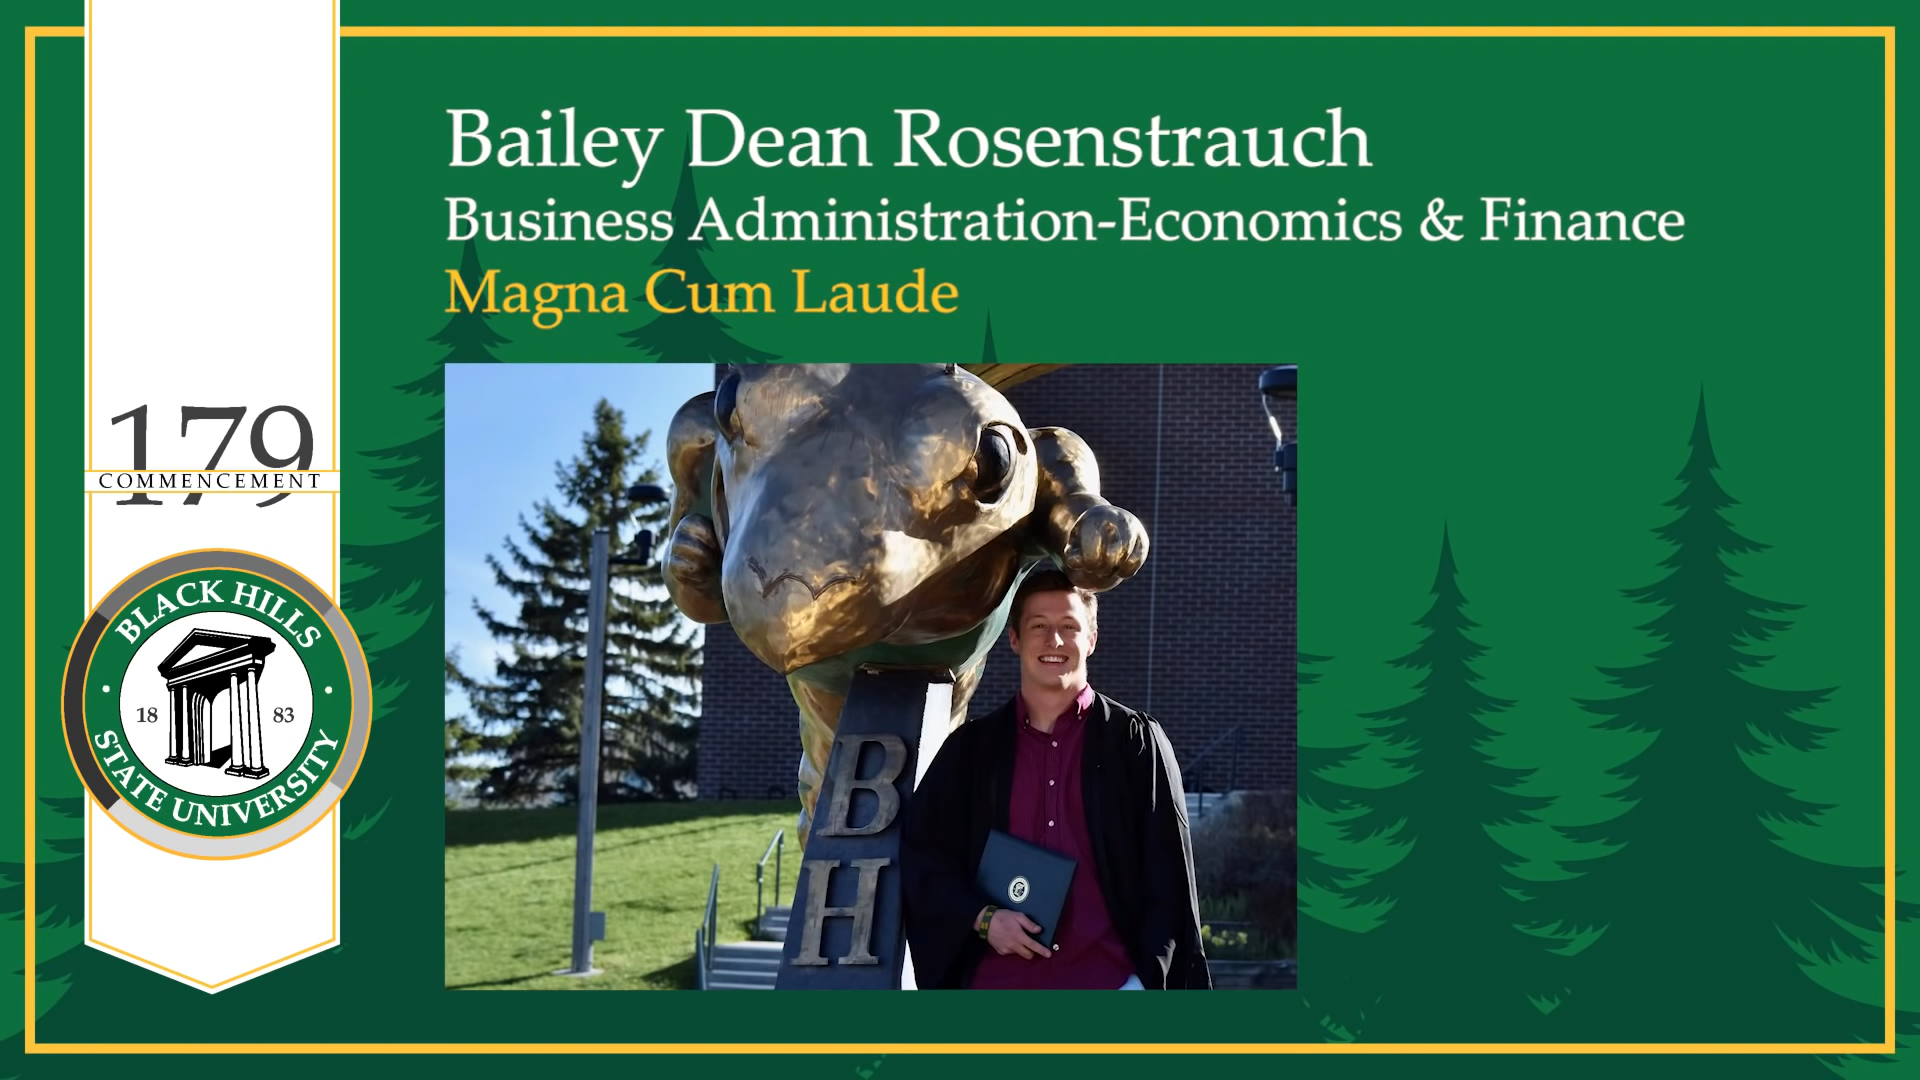 Bailey Dean Rosenstrauch
Business Administration-Economics & Finance
Magna Cum Laude
179
COMMENCEMENT
BLACK HILLS
18 83
STATE UNIVERSITY
B
H